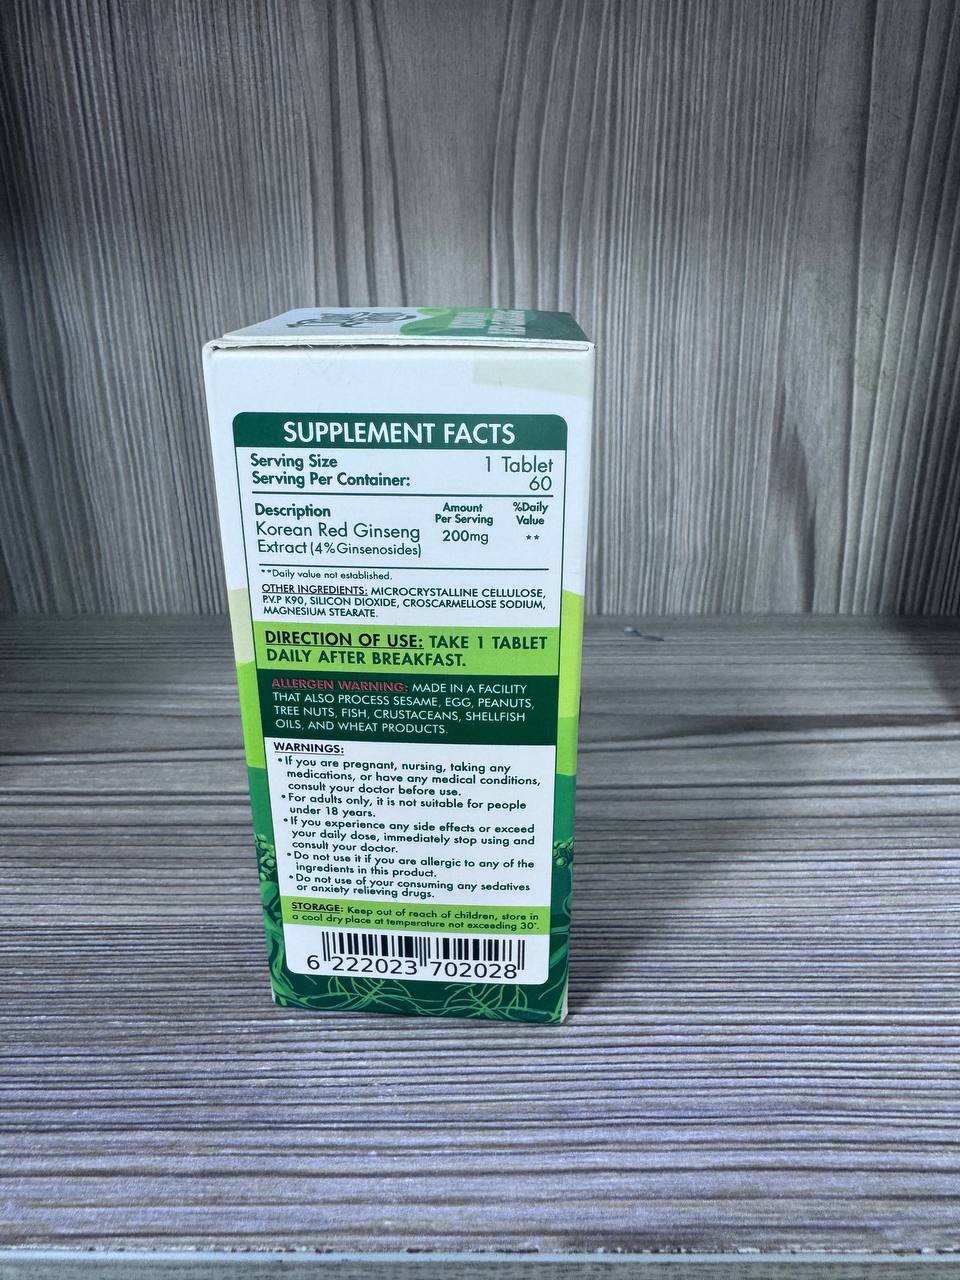 SUPPLEMENT FACTS
Serving Size 1 Tablet
Serving Per Container: 60
Description Amount Per Serving %Daily Value
Korean Red Ginseng 200mg **
Extract (4%Ginsenosides)
**Daily value not established.
OTHER INGREDIENTS: MICROCRYSTALLINE CELLULOSE,
P.V.P K90, SILICON DIOXIDE, CROSCARMELLOSE SODIUM,
MAGNESIUM STEARATE.
DIRECTION OF USE: TAKE 1 TABLET
DAILY AFTER BREAKFAST.
ALLERGEN WARNING: MADE IN A FACILITY
THAT ALSO PROCESS SESAME, EGG, PEANUTS,
TREE NUTS, FISH, CRUSTACEANS, SHELLFISH
OILS, AND WHEAT PRODUCTS.
WARNINGS:
• If you are pregnant, nursing, taking any
medications, or have any medical conditions,
consult your doctor before use.
• For adults only, it is not suitable for people
under 18 years.
• If you experience any side effects or exceed
your daily dose, immediately stop using and
consult your doctor.
• Do not use it if you are allergic to any of the
ingredients in this product.
• Do not use of your consuming any sedatives
or anxiety relieving drugs.
STORAGE: Keep out of reach of children, store in
a cool dry place at temperature not exceeding 30°.
6 222023 702028